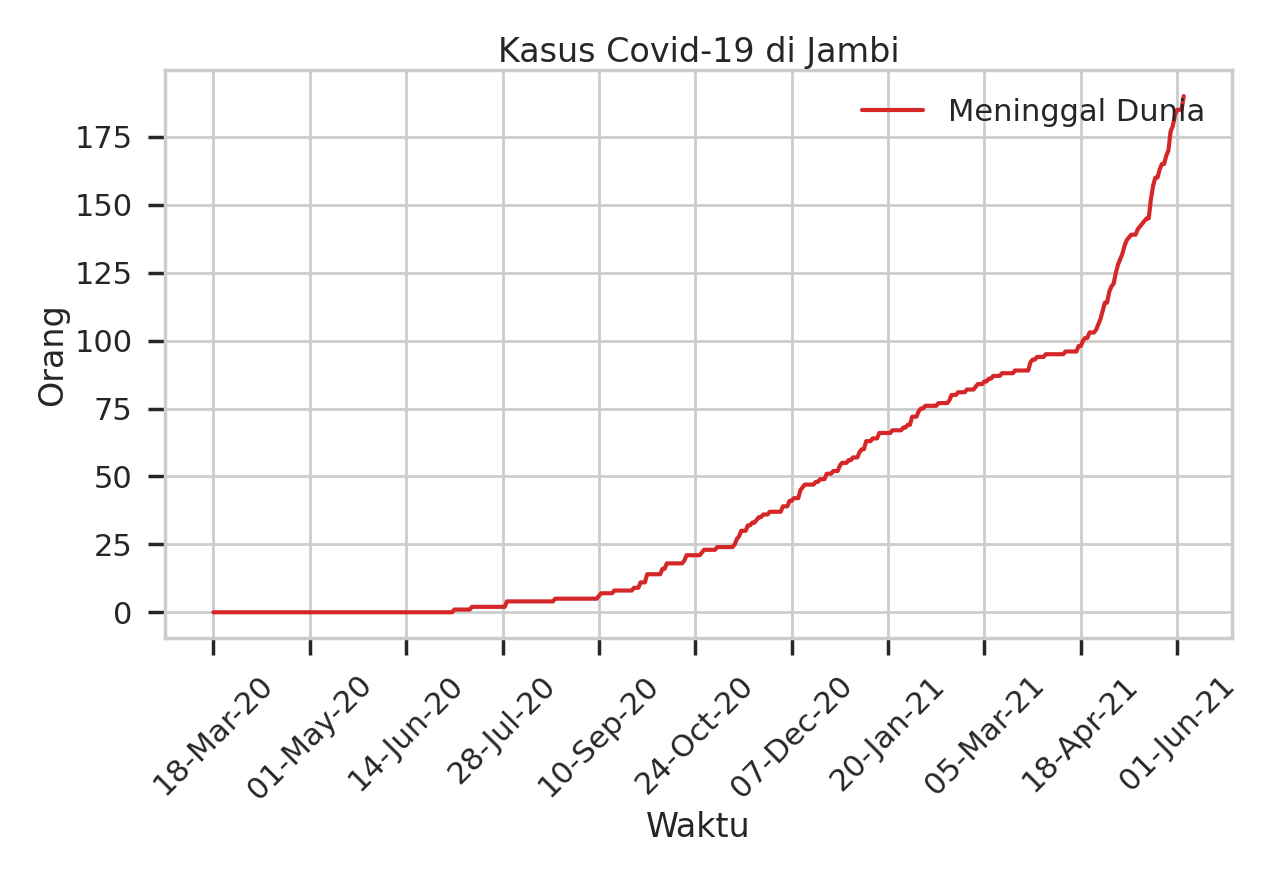 Kasus Covid-19 di Jambi
Meninggal Dunia
175
150
125
100
75
50
25
0
Orang
18-Mar-20
01-May-20
14-Jun-20
28-Jul-20
10-Sep-20
24-Oct-20
07-Dec-20
20-Jan-21
05-Mar-21
18-Apr-21
01-Jun-21
Waktu